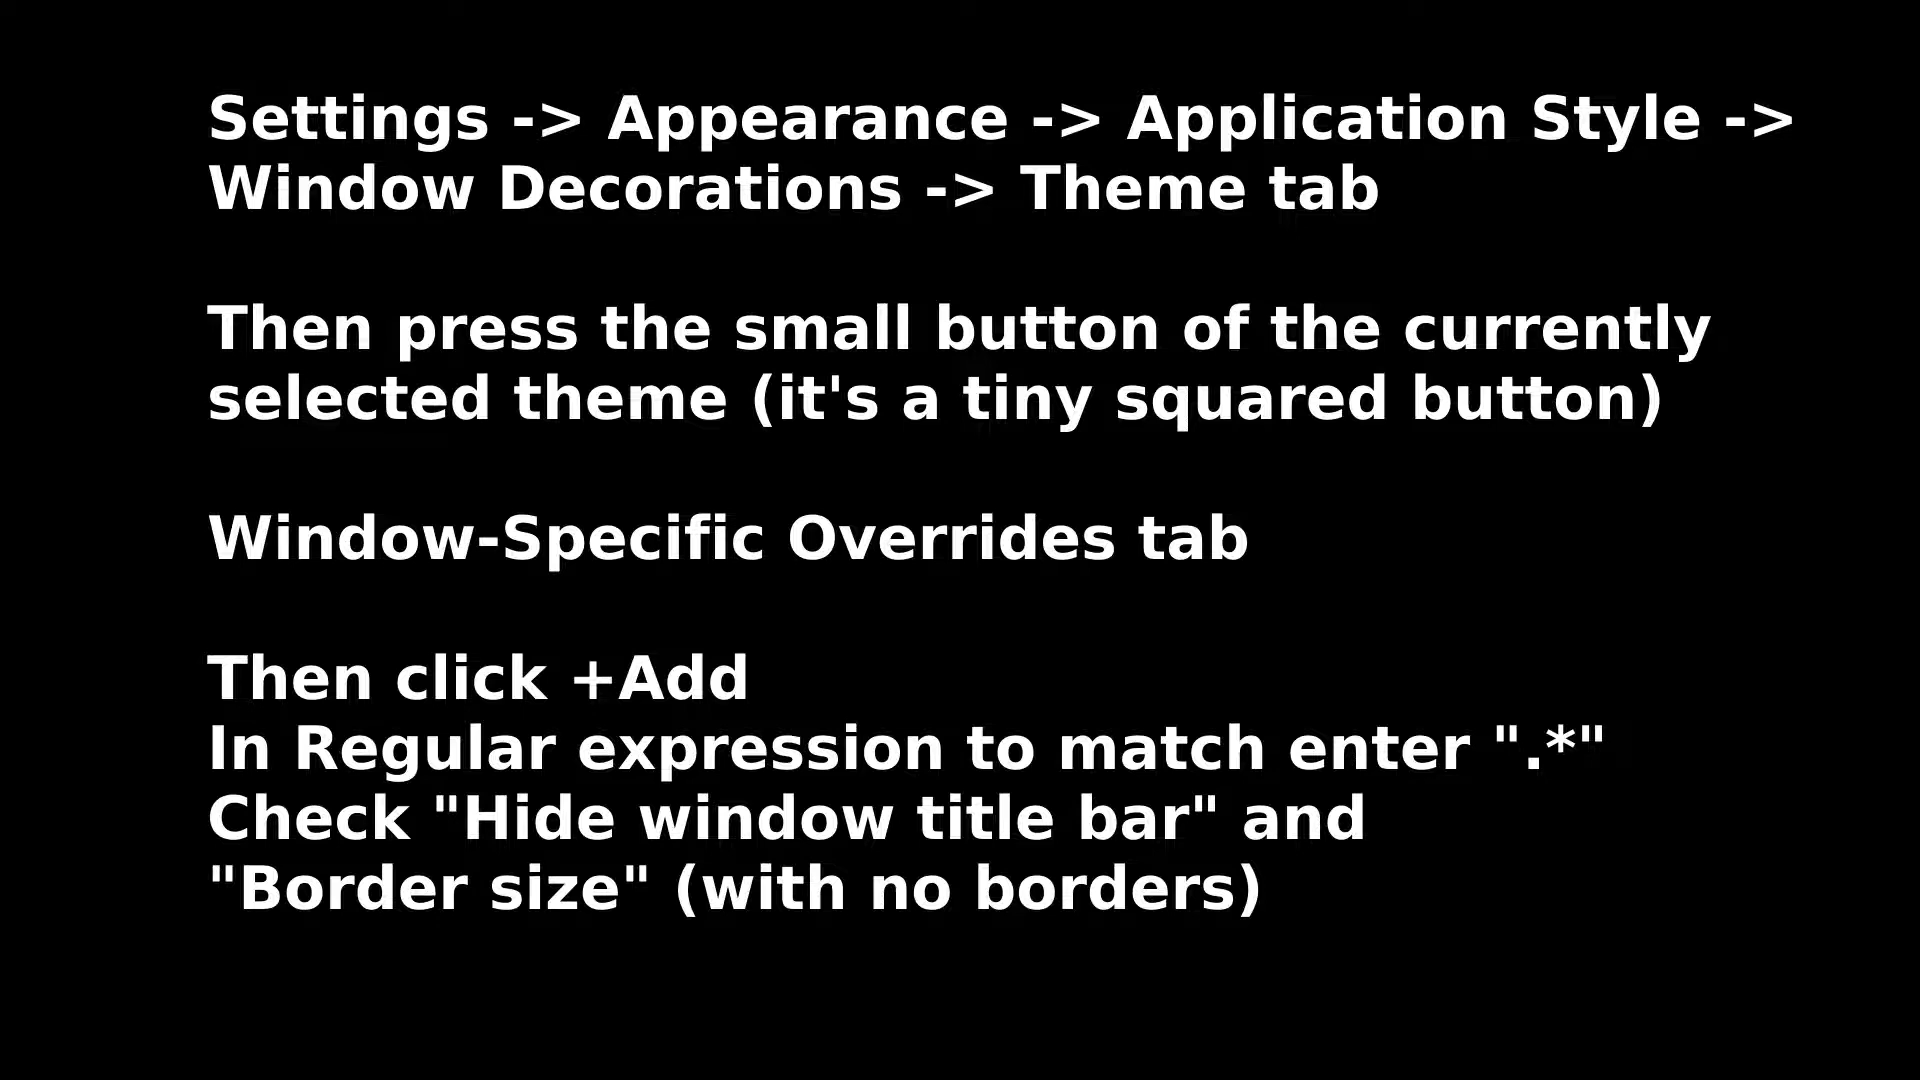 Settings -> Appearance -> Application Style ->
Window Decorations -> Theme tab
Then press the small button of the currently
selected theme (it's a tiny squared button)
Window-Specific Overrides tab
Then click +Add
In Regular expression to match enter ".*"
Check "Hide window title bar" and
"Border size" (with no borders)